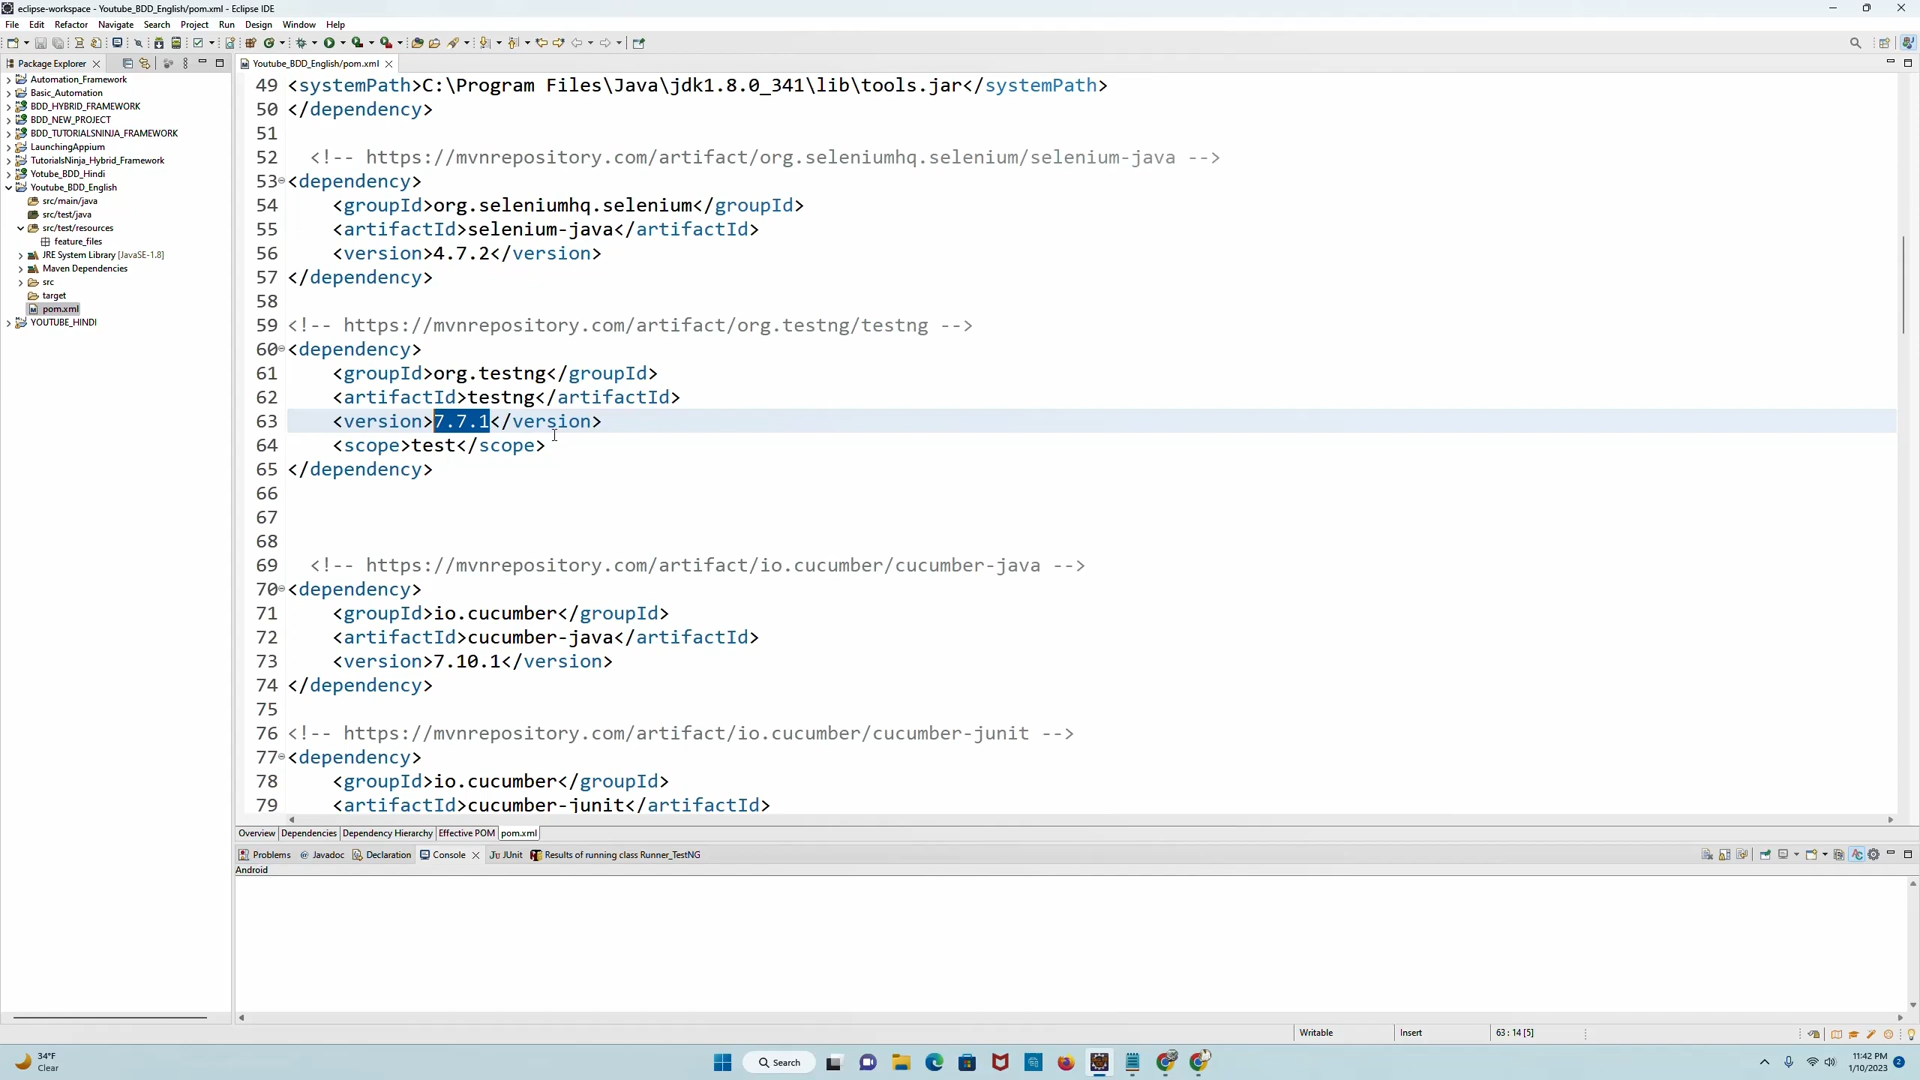 eclipse-workspace - Youtube_BDD_English/pom.xml - Eclipse IDE
File Edit Refactor Navigate Search Project Run Design Window Help
Package Explorer
Automation_Framework
Basic_Automation
BDD_HYBRID_FRAMEWORK
BDD_NEW_PROJECT
BDD_TUTORIALSNINJA_FRAMEWORK
LaunchingAppium
TutorialsNinja_Hybrid_Framework
Yotube_BDD_Hindi
Youtube_BDD_English
src/main/java
src/test/java
src/test/resources
feature_files
JRE System Library [JavaSE-1.8]
Maven Dependencies
src
target
pom.xml
YOUTUBE_HINDI
Youtube_BDD_English/pom.xml
49 <systemPath>C:\Program Files\Java\jdk1.8.0_341\lib\tools.jar</systemPath>
50 </dependency>
51
52 <!-- https://mvnrepository.com/artifact/org.seleniumhq.selenium/selenium-java -->
53 <dependency>
54 <groupId>org.seleniumhq.selenium</groupId>
55 <artifactId>selenium-java</artifactId>
56 <version>4.7.2</version>
57 </dependency>
58
59 <!-- https://mvnrepository.com/artifact/org.testng/testng -->
60 <dependency>
61 <groupId>org.testng</groupId>
62 <artifactId>testng</artifactId>
63 <version>7.7.1</version>
64 <scope>test</scope>
65 </dependency>
66
67
68
69 <!-- https://mvnrepository.com/artifact/io.cucumber/cucumber-java -->
70 <dependency>
71 <groupId>io.cucumber</groupId>
72 <artifactId>cucumber-java</artifactId>
73 <version>7.10.1</version>
74 </dependency>
75
76 <!-- https://mvnrepository.com/artifact/io.cucumber/cucumber-junit -->
77 <dependency>
78 <groupId>io.cucumber</groupId>
79 <artifactId>cucumber-junit</artifactId>
Overview Dependencies Dependency Hierarchy Effective POM pom.xml
Problems Javadoc Declaration Console JUnit Results of running class Runner_TestNG
Android
Writable Insert 63 : 14 [5]
34°F
Clear
Search
11:42 PM
1/10/2023
2